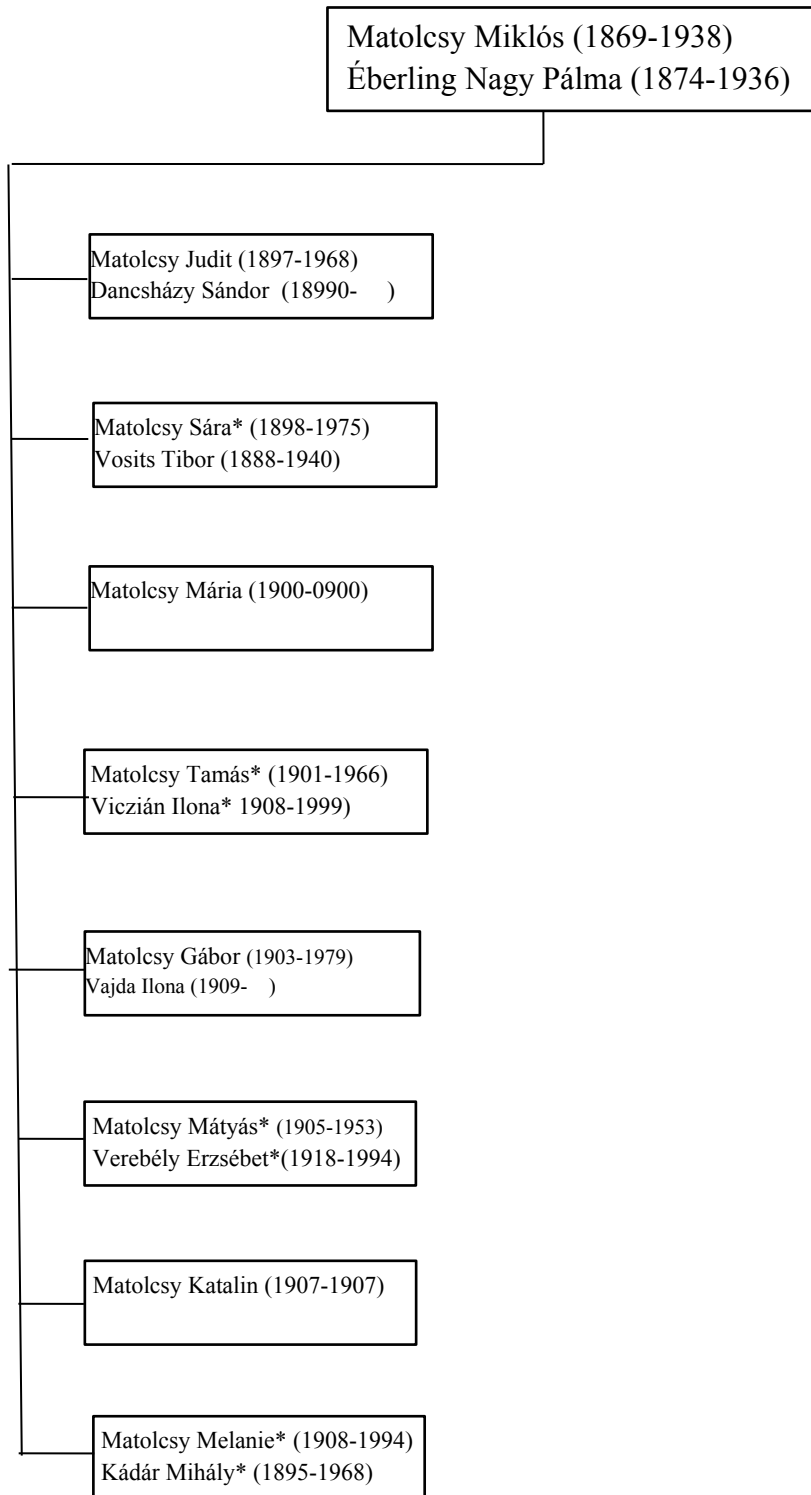 Matolcsy Miklós (1869-1938)
Éberling Nagy Pálma (1874-1936)
Matolcsy Judit (1897-1968)
Dancsházy Sándor (18990- )
Matolcsy Sára* (1898-1975)
Vosits Tibor (1888-1940)
Matolcsy Mária (1900-0900)
Matolcsy Tamás* (1901-1966)
Viczián Ilona* 1908-1999)
Matolcsy Gábor (1903-1979)
Vajda Ilona (1909- )
Matolcsy Mátyás* (1905-1953)
Verebély Erzsébet*(1918-1994)
Matolcsy Katalin (1907-1907)
Matolcsy Melanie* (1908-1994)
Kádár Mihály* (1895-1968)